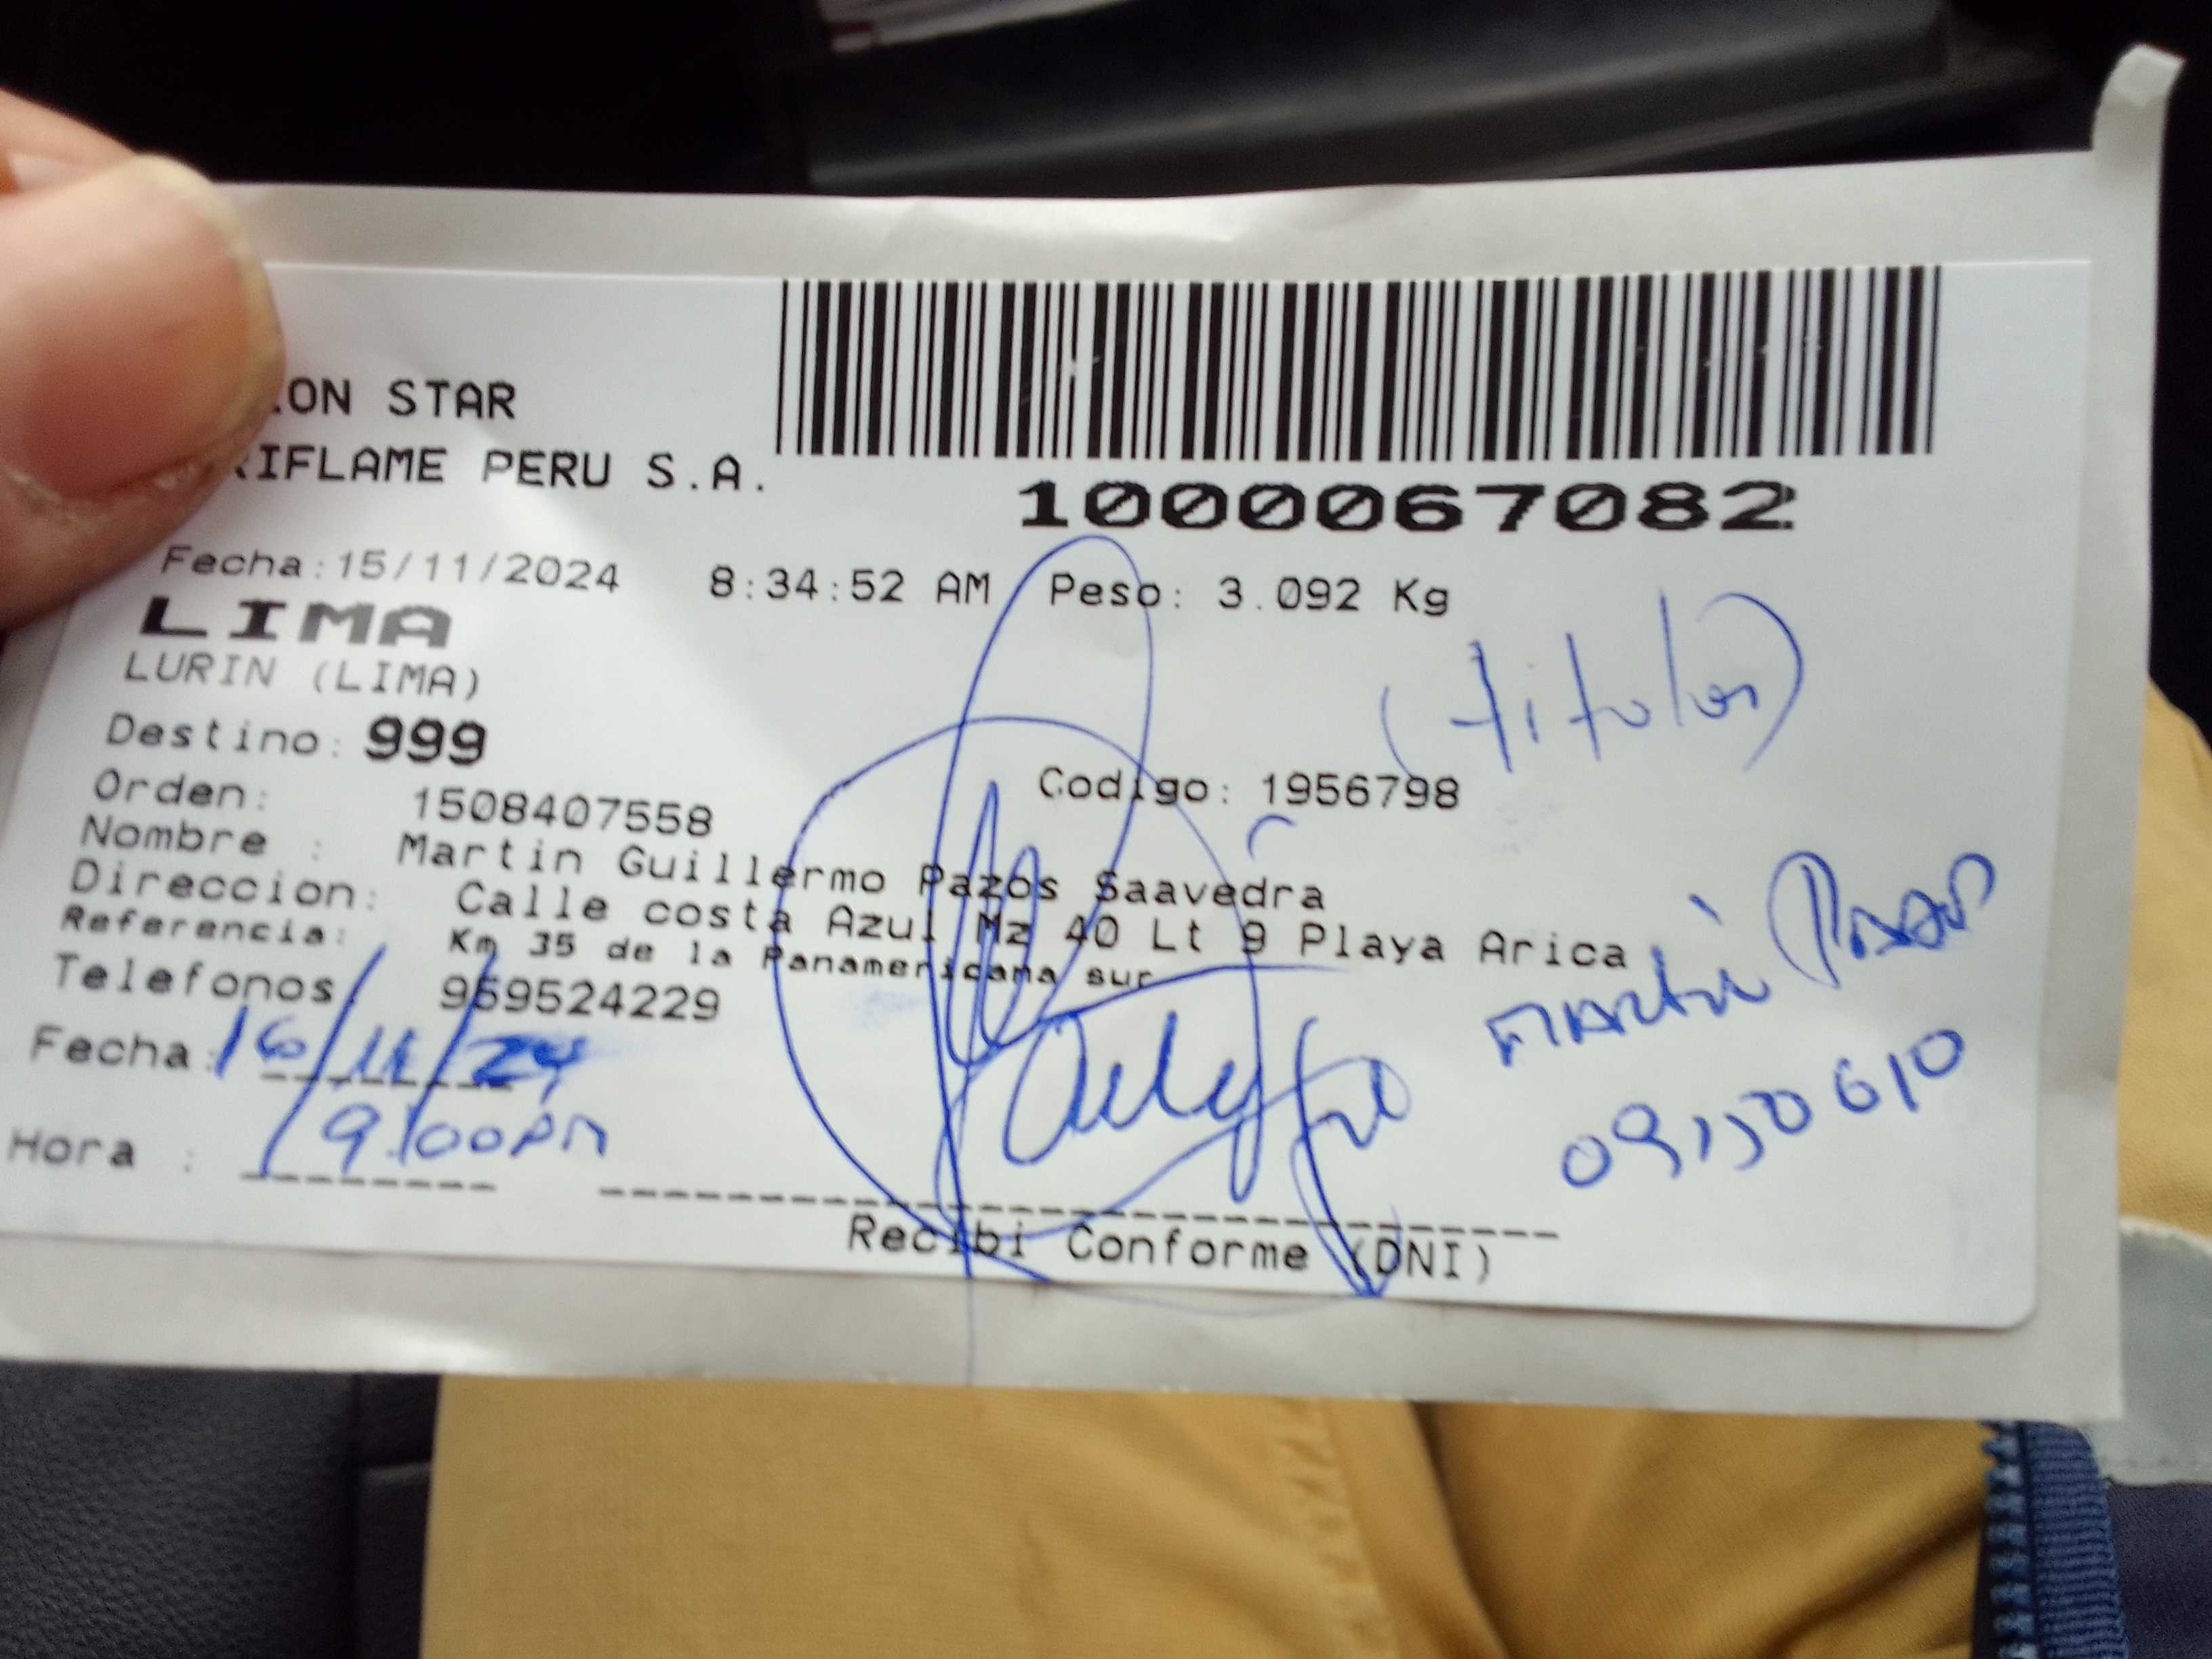 ON STAR
RIFLAME PERU S.A.
1000067082
Fecha:15/11/2024 8:34:52 AM Peso: 3.092 Kg
LIMA
LURIN (LIMA)
(titular)
Destino: 999
Orden: 1508407558 Codigo: 1956798
Nombre : Martin Guillermo Pazos Saavedra
Direccion: Calle costa Azul Mz 40 Lt 9 Playa Arica
Referencia: Km 35 de la Panamericana sur
Telefonos 959524229
Martín Pazos
Fecha: 16/11/24
Hora : 9:00pm
Recibi Conforme (DNI)